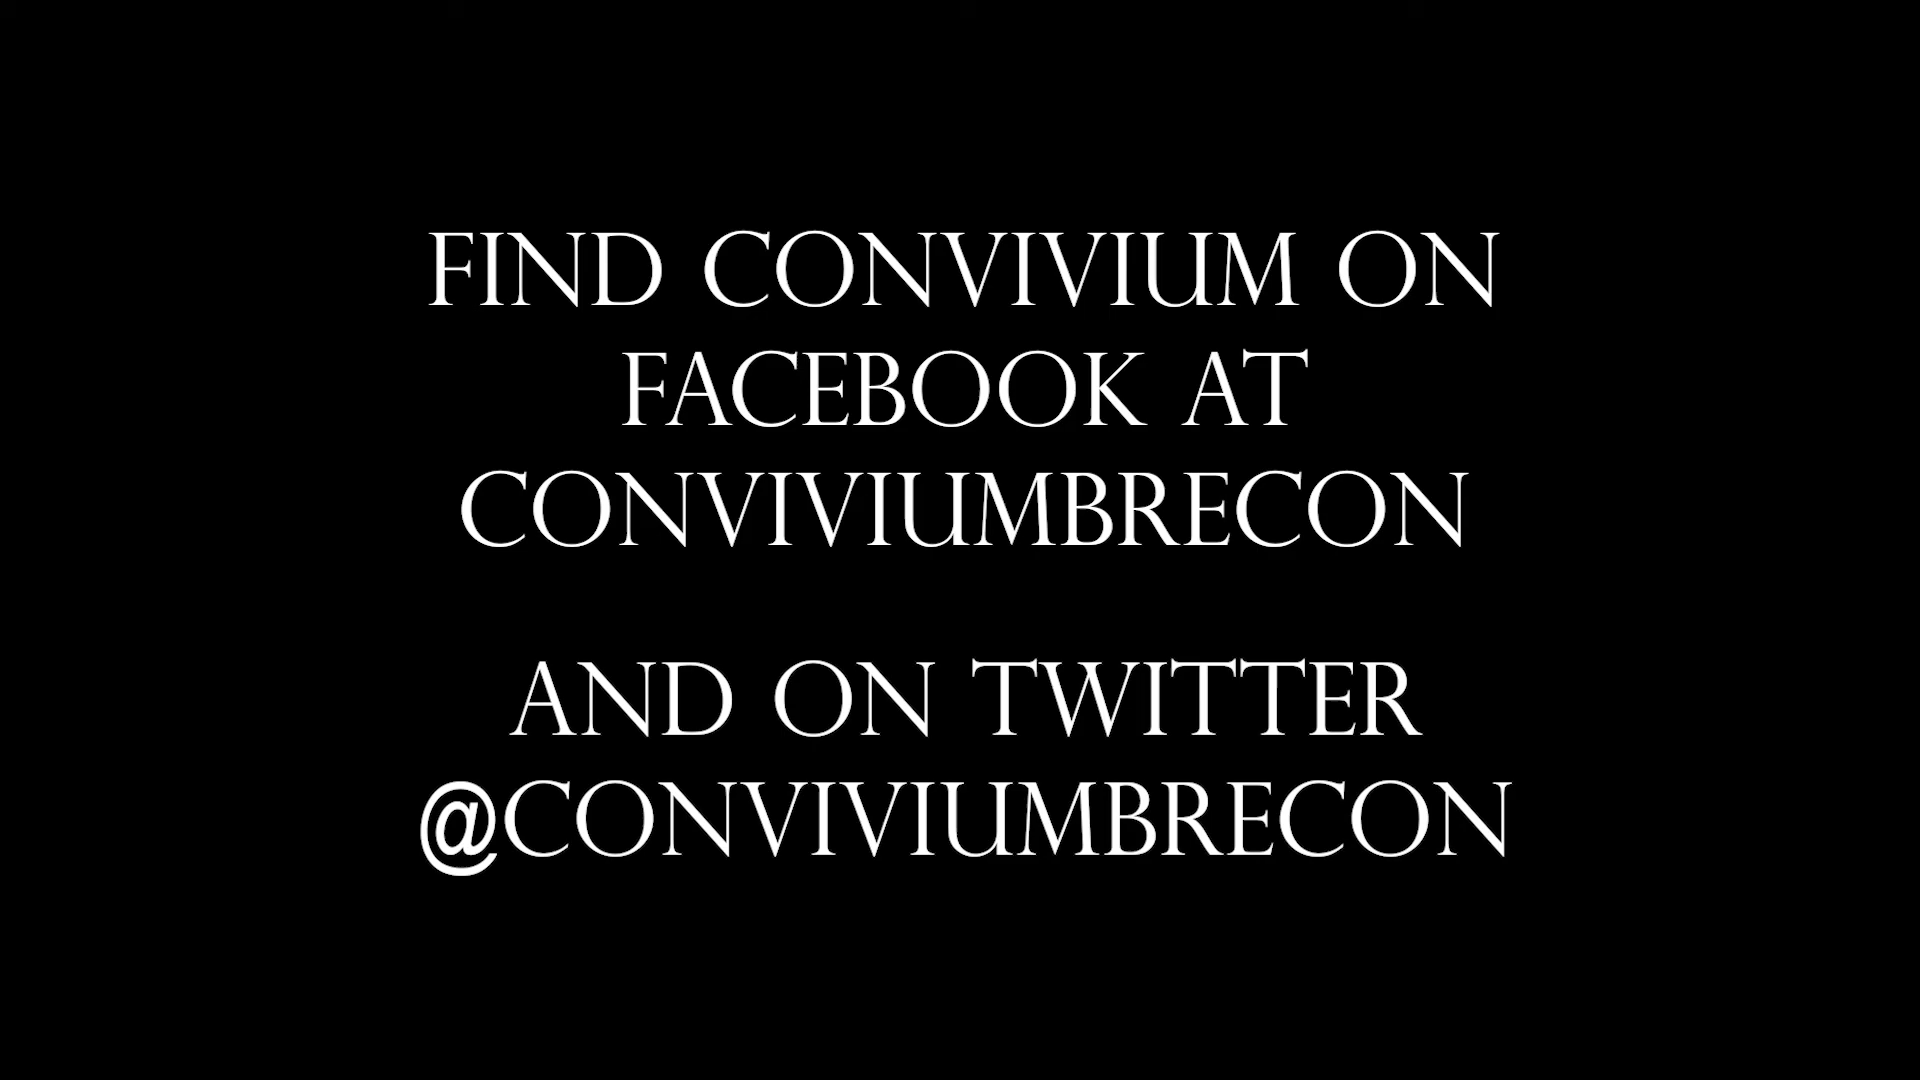 FIND CONVIVIUM ON
FACEBOOK AT
CONVIVIUMBRECON
AND ON TWITTER
@CONVIVIUMBRECON